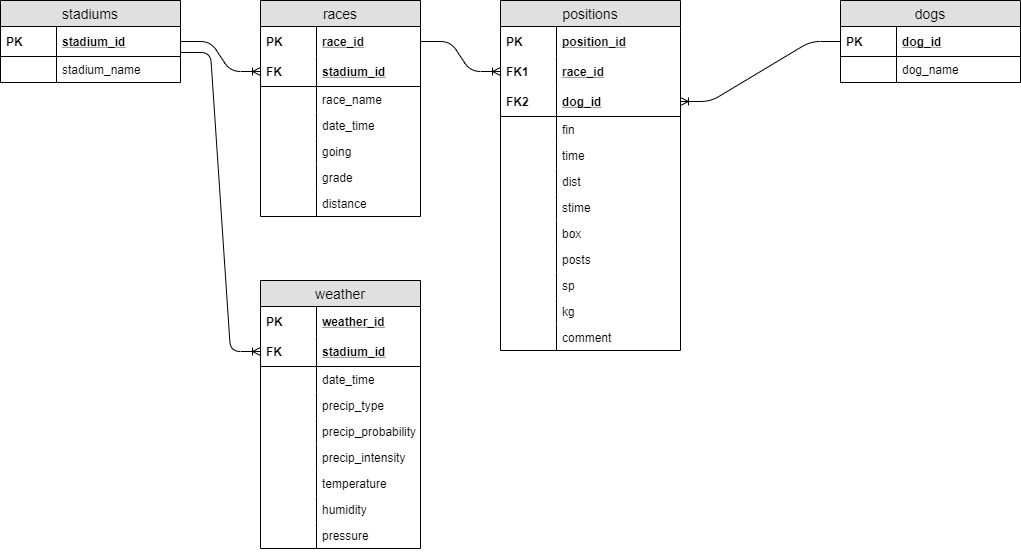 stadiums
PK stadium_id
stadium_name
races
PK race_id
FK stadium_id
race_name
date_time
going
grade
distance
positions
PK position_id
FK1 race_id
FK2 dog_id
fin
time
dist
stime
box
posts
sp
kg
comment
dogs
PK dog_id
dog_name
weather
PK weather_id
FK stadium_id
date_time
precip_type
precip_probability
precip_intensity
temperature
humidity
pressure